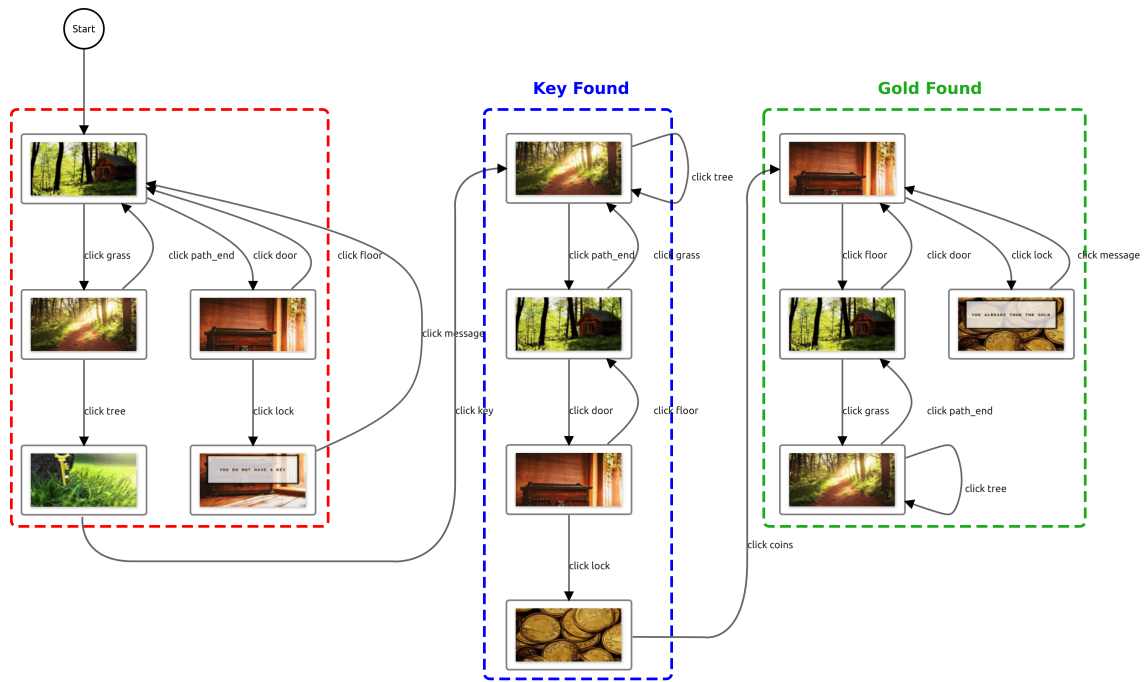 Start
Key Found
Gold Found
click tree
click grass
click path_end
click door
click floor
click path_end
click grass
click floor
click door
click lock
click message
YOU ALREADY TOOK THE GOLD
click message
click tree
click lock
click key
click door
click floor
click grass
click path_end
YOU DO NOT HAVE A KEY
click tree
click coins
click lock